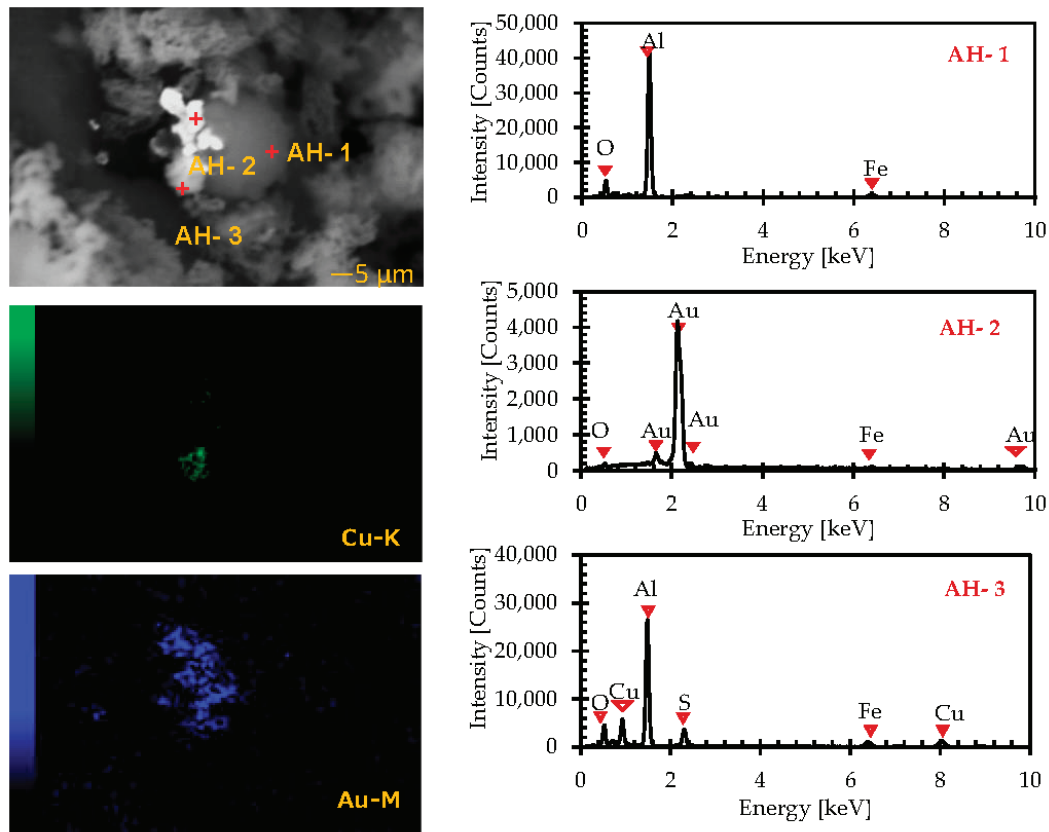 AH- 1
AH- 2
AH- 3
5 μm
Cu-K
Au-M
50,000
40,000
30,000
20,000
10,000
0
Intensity [Counts]
Al
O
Fe
AH- 1
0 2 4 6 8 10
Energy [keV]
5,000
4,000
3,000
2,000
1,000
0
Intensity [Counts]
Au
O
Au
Au
Fe
Au
AH- 2
0 2 4 6 8 10
Energy [keV]
40,000
30,000
20,000
10,000
0
Intensity [Counts]
Al
O
Cu
S
Fe
Cu
AH- 3
0 2 4 6 8 10
Energy [keV]